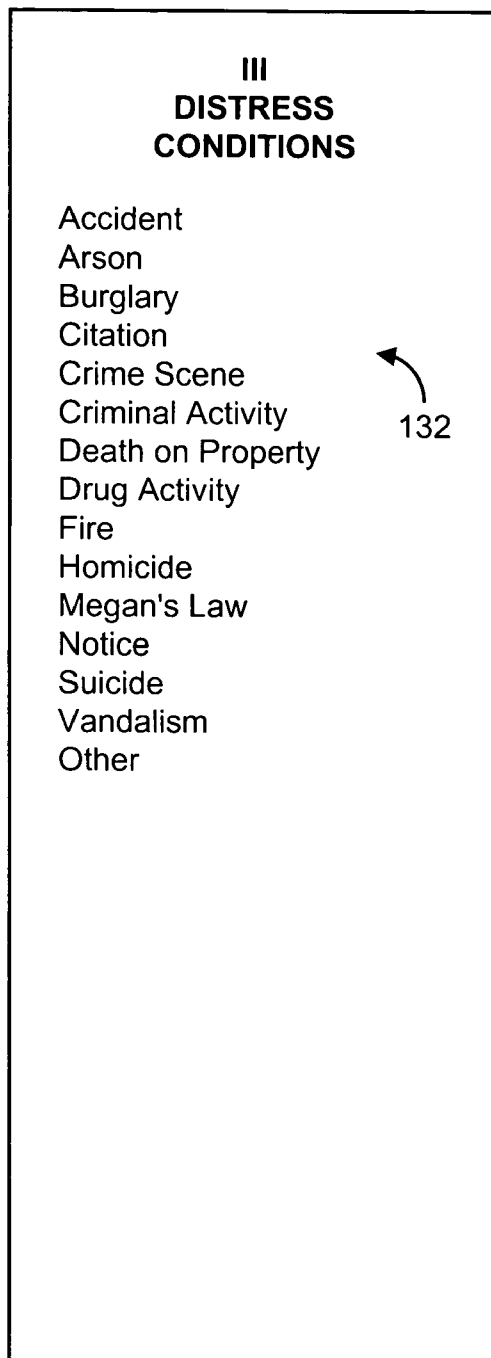 III
DISTRESS
CONDITIONS
Accident
Arson
Burglary
Citation
Crime Scene
Criminal Activity
132
Death on Property
Drug Activity
Fire
Homicide
Megan's Law
Notice
Suicide
Vandalism
Other